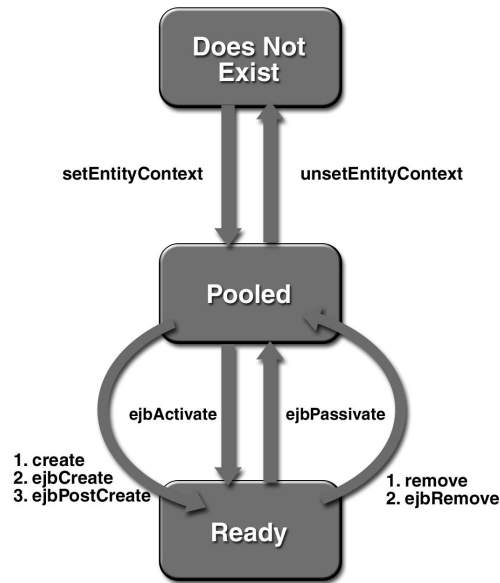 Does Not
Exist
setEntityContext
unsetEntityContext
Pooled
ejbActivate
ejbPassivate
1. create
2. ejbCreate
3. ejbPostCreate
1. remove
2. ejbRemove
Ready